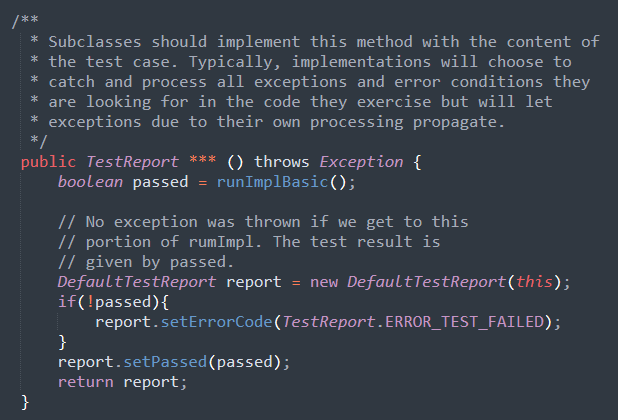 /**
* Subclasses should implement this method with the content of
* the test case. Typically, implementations will choose to
* catch and process all exceptions and error conditions they
* are looking for in the code they exercise but will let
* exceptions due to their own processing propagate.
*/
public TestReport *** () throws Exception {
boolean passed = runImplBasic();
// No exception was thrown if we get to this
// portion of rumImpl. The test result is
// given by passed.
DefaultTestReport report = new DefaultTestReport(this);
if(!passed){
report.setErrorCode(TestReport.ERROR_TEST_FAILED);
}
report.setPassed(passed);
return report;
}